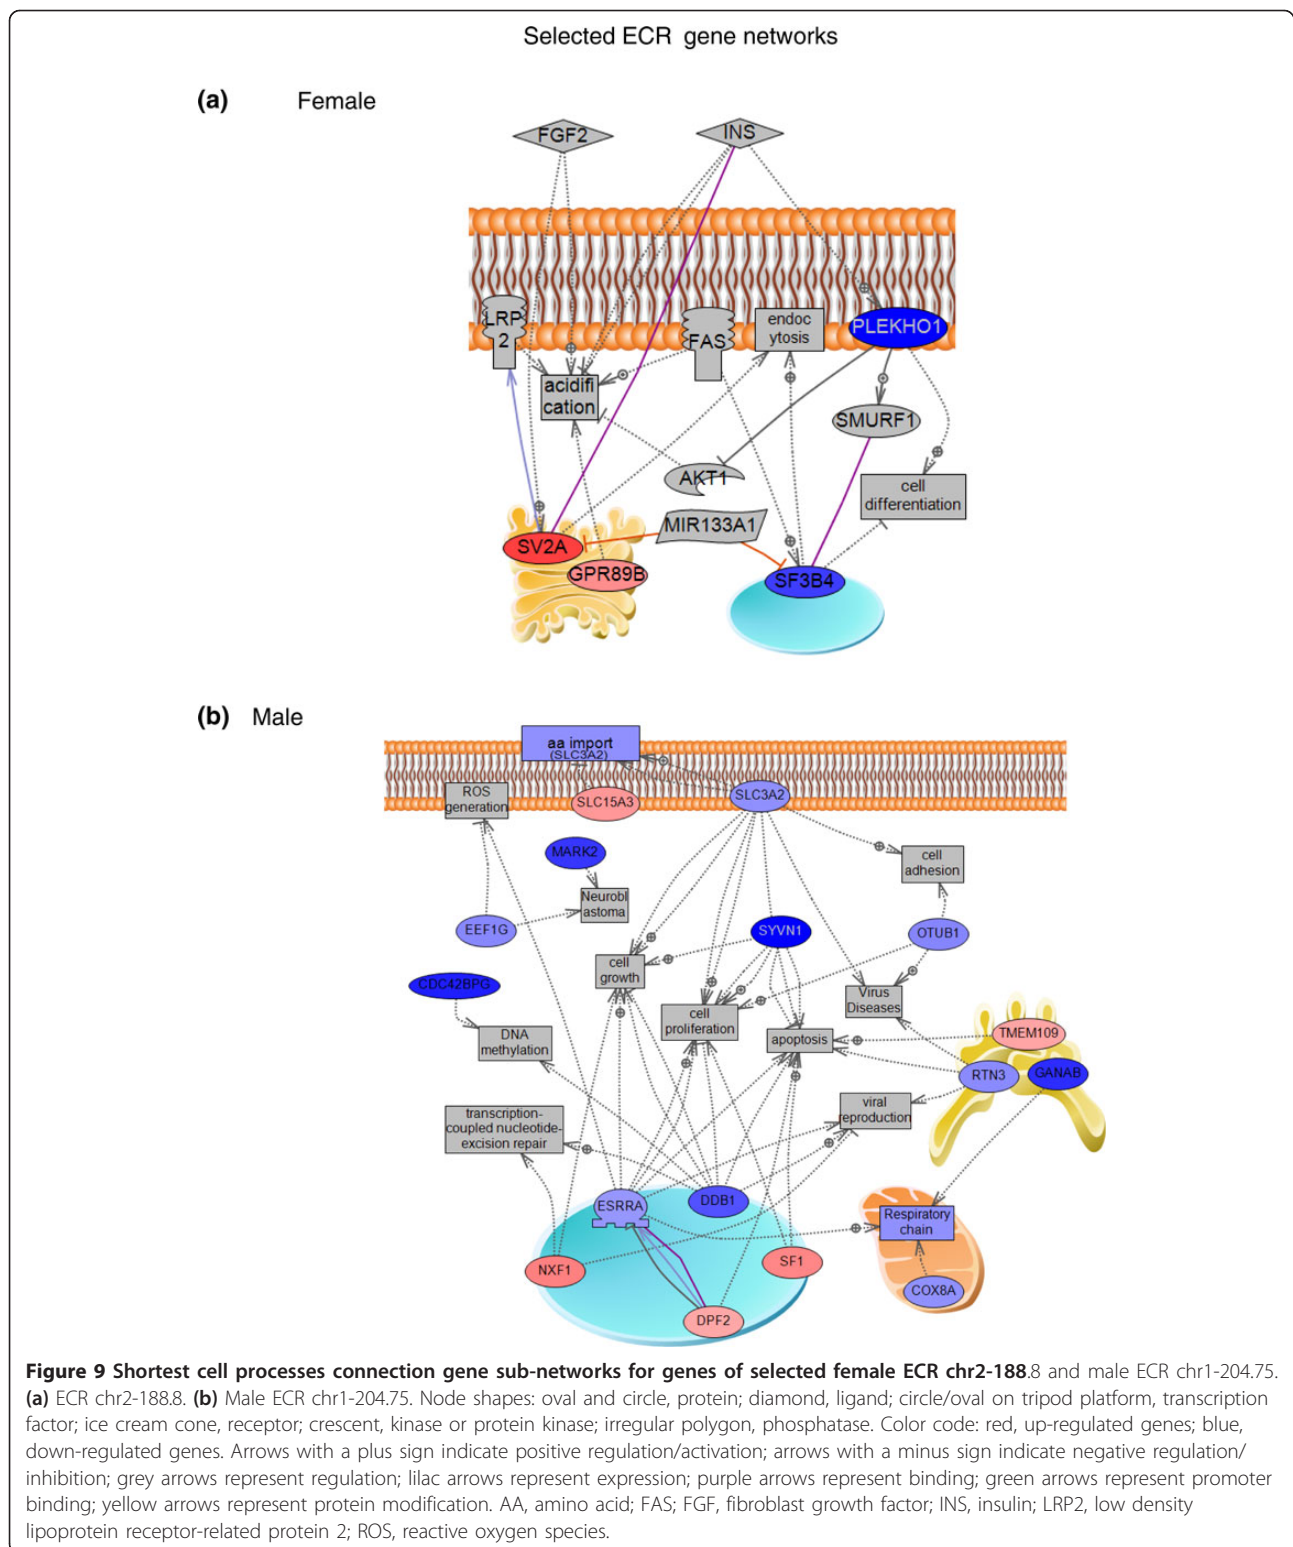 Selected ECR gene networks
(a) Female
FGF2
INS
LRP
2
FAS
endoc
ytosis
PLEKHO1
acidifi
cation
SMURF1
AKT1
cell
differentiation
MIR133A1
SV2A
GPR89B
SF3B4
(b) Male
aa import
(SLC3A2)
ROS
generation
SLC15A3
SLC3A2
MARK2
cell
adhesion
Neurobl
astoma
EEF1G
SYVN1
OTUB1
cell
growth
CDC42BPG
Virus
Diseases
cell
proliferation
DNA
methylation
apoptosis
TMEM109
RTN3
GANAB
viral
reproduction
transcription-
coupled nucleotide-
excision repair
ESRRA
DDB1
Respiratory
chain
NXF1
SF1
COX8A
DPF2
Figure 9 Shortest cell processes connection gene sub-networks for genes of selected female ECR chr2-188.8 and male ECR chr1-204.75.
(a) ECR chr2-188.8. (b) Male ECR chr1-204.75. Node shapes: oval and circle, protein; diamond, ligand; circle/oval on tripod platform, transcription
factor; ice cream cone, receptor; crescent, kinase or protein kinase; irregular polygon, phosphatase. Color code: red, up-regulated genes; blue,
down-regulated genes. Arrows with a plus sign indicate positive regulation/activation; arrows with a minus sign indicate negative regulation/
inhibition; grey arrows represent regulation; lilac arrows represent expression; purple arrows represent binding; green arrows represent promoter
binding; yellow arrows represent protein modification. AA, amino acid; FAS; FGF, fibroblast growth factor; INS, insulin; LRP2, low density
lipoprotein receptor-related protein 2; ROS, reactive oxygen species.